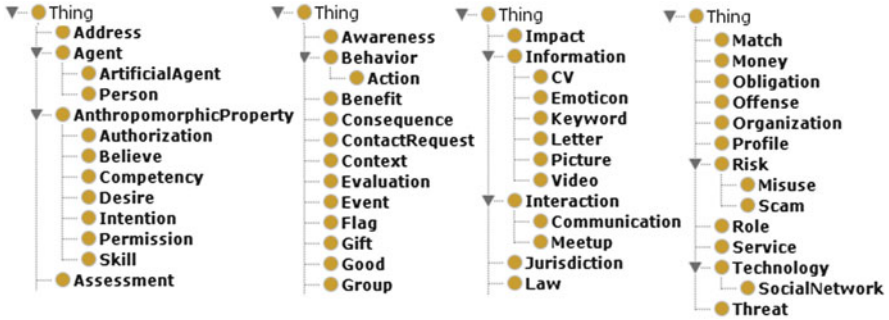 Thing
Address
Agent
ArtificialAgent
Person
AnthropomorphicProperty
Authorization
Believe
Competency
Desire
Intention
Permission
Skill
Assessment
Thing
Awareness
Behavior
Action
Benefit
Consequence
ContactRequest
Context
Evaluation
Event
Flag
Gift
Good
Group
Thing
Impact
Information
CV
Emoticon
Keyword
Letter
Picture
Video
Interaction
Communication
Meetup
Jurisdiction
Law
Thing
Match
Money
Obligation
Offense
Organization
Profile
Risk
Misuse
Scam
Role
Service
Technology
SocialNetwork
Threat